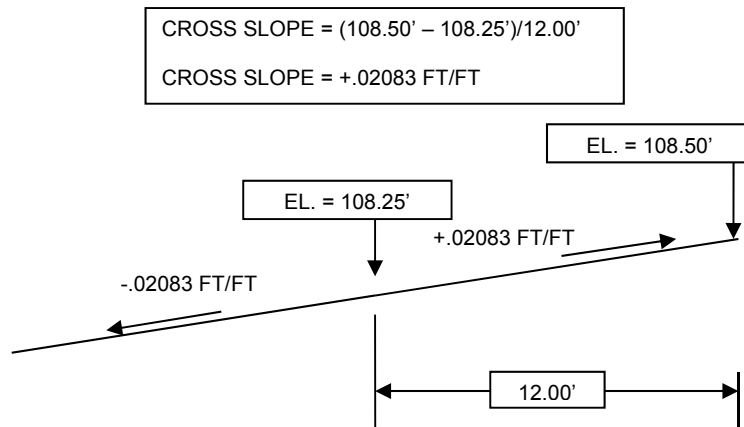 CROSS SLOPE = (108.50’ – 108.25’)/12.00’
CROSS SLOPE = +.02083 FT/FT
EL. = 108.50’
EL. = 108.25’
+.02083 FT/FT
-.02083 FT/FT
12.00’